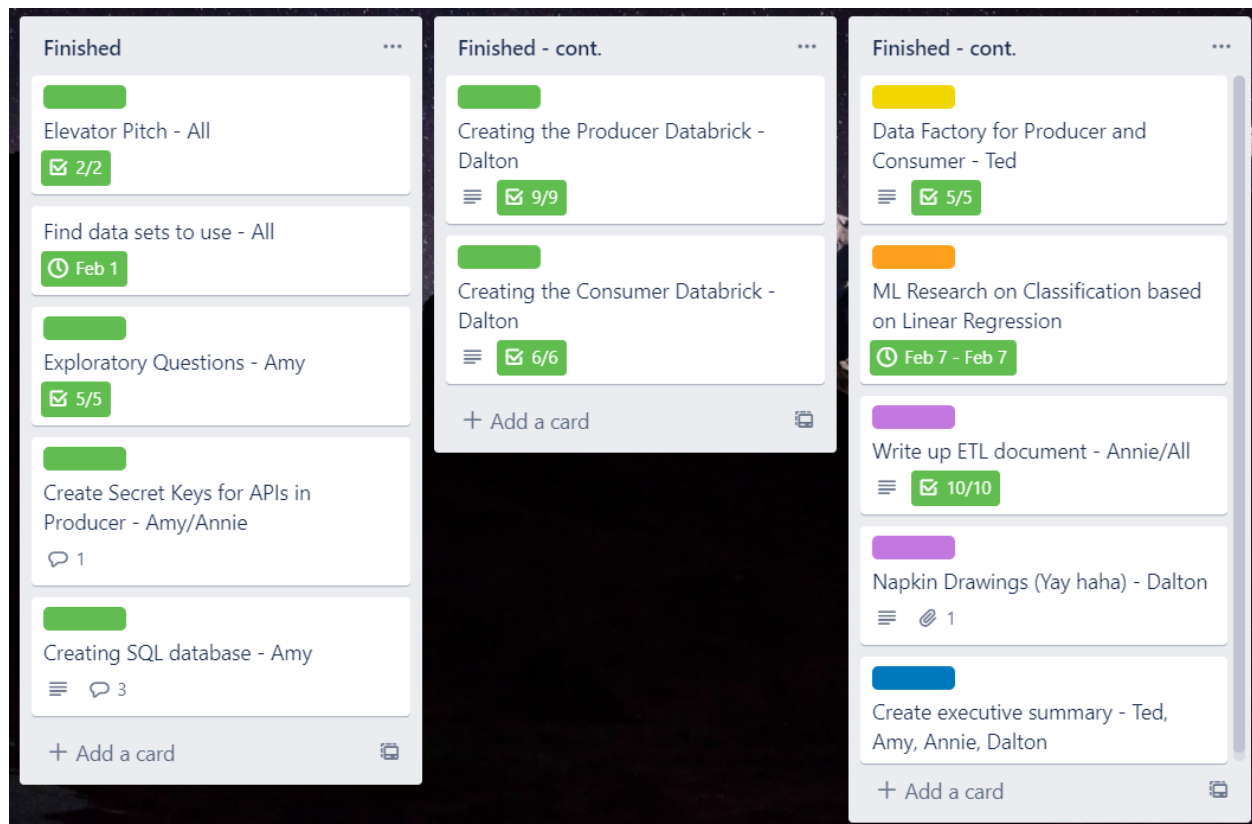 Finished
Elevator Pitch - All
2/2
Find data sets to use - All
Feb 1
Exploratory Questions - Amy
5/5
Create Secret Keys for APIs in
Producer - Amy/Annie
1
Creating SQL database - Amy
3
+ Add a card
Finished - cont.
Creating the Producer Databrick -
Dalton
9/9
Creating the Consumer Databrick -
Dalton
6/6
+ Add a card
Finished - cont.
Data Factory for Producer and
Consumer - Ted
5/5
ML Research on Classification based
on Linear Regression
Feb 7 - Feb 7
Write up ETL document - Annie/All
10/10
Napkin Drawings (Yay haha) - Dalton
1
Create executive summary - Ted,
Amy, Annie, Dalton
+ Add a card